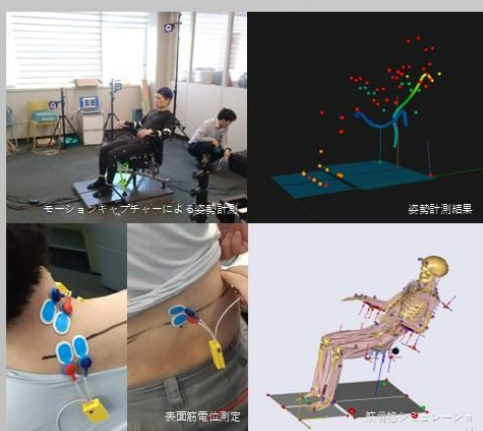 モーションキャプチャーによる姿勢計測
姿勢計測結果
表面筋電位測定
筋骨格シミュレーション